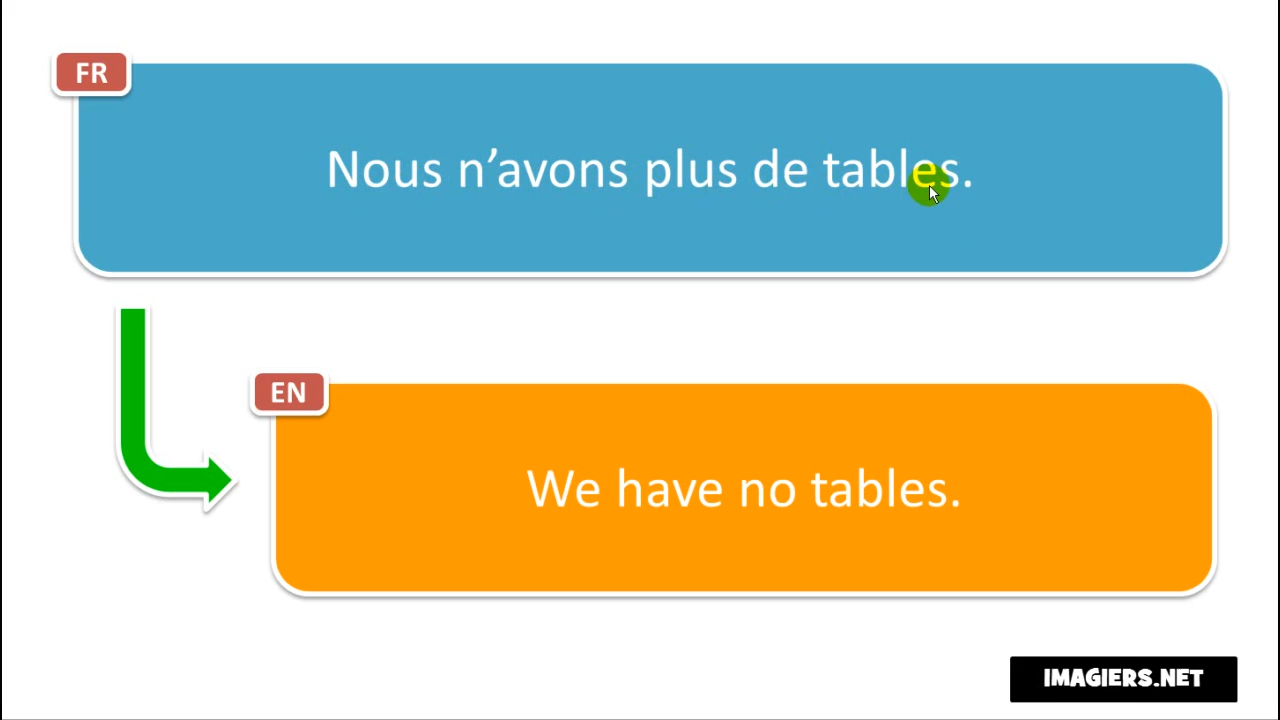 FR
Nous n’avons plus de tables.
EN
We have no tables.
IMAGIERS.NET